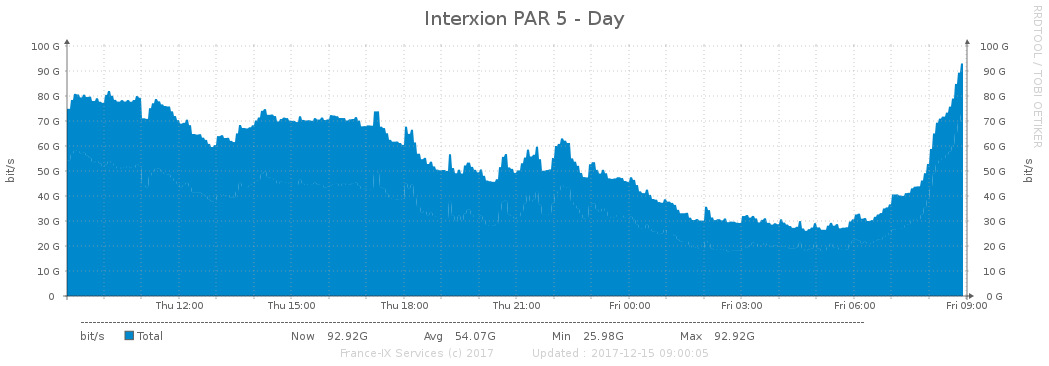 Interxion PAR 5 - Day
RRDTOOL / TOBI OETIKER
bit/s
bit/s
100 G 100 G
90 G 90 G
80 G 80 G
70 G 70 G
60 G 60 G
50 G 50 G
40 G 40 G
30 G 30 G
20 G 20 G
10 G 10 G
0 0 G
Thu 12:00 Thu 15:00 Thu 18:00 Thu 21:00 Fri 00:00 Fri 03:00 Fri 06:00 Fri 09:00
bit/s Total Now 92.92G Avg 54.07G Min 25.98G Max 92.92G
France-IX Services (c) 2017 Updated : 2017-12-15 09:00:05